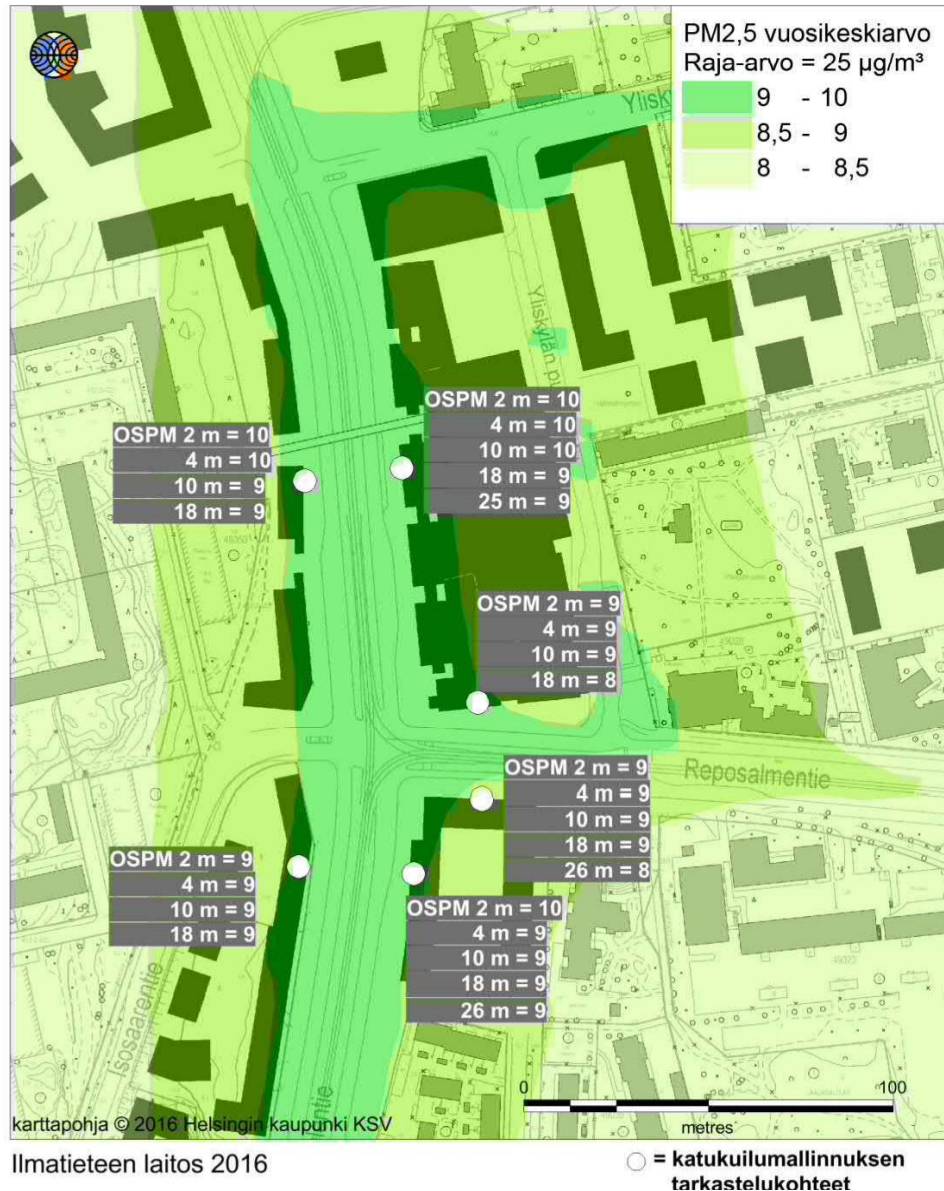 PM2,5 vuosikeskiarvo
Raja-arvo = 25 µg/m³
9 - 10
8,5 - 9
8 - 8,5
Yliskylän pu
OSPM 2 m = 10
4 m = 10
10 m = 10
18 m = 9
25 m = 9
OSPM 2 m = 10
4 m = 10
10 m = 9
18 m = 9
OSPM 2 m = 9
4 m = 9
10 m = 9
18 m = 8
Reposalmentie
OSPM 2 m = 9
4 m = 9
10 m = 9
18 m = 9
26 m = 8
OSPM 2 m = 9
4 m = 9
10 m = 9
18 m = 9
OSPM 2 m = 10
4 m = 9
10 m = 9
18 m = 9
26 m = 9
Isosaarentie
0 100
metres
karttapohja © 2016 Helsingin kaupunki KSV
Ilmatieteen laitos 2016
= katukuilumallinnuksen
tarkastelukohteet